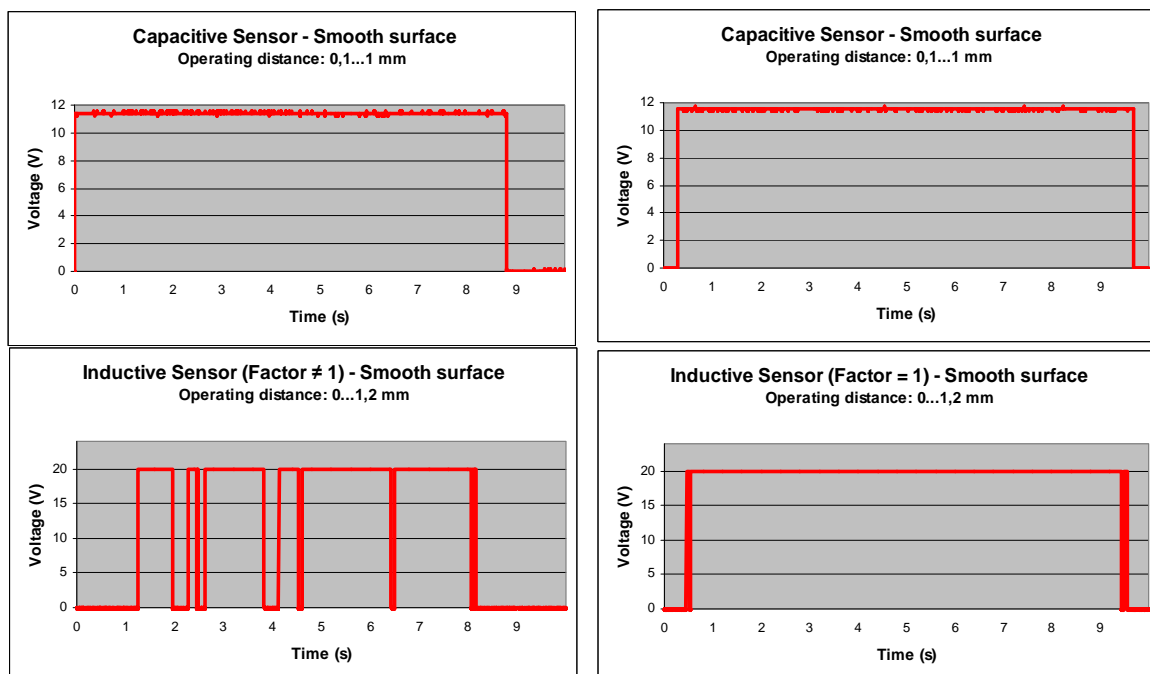 Capacitive Sensor - Smooth surface
Operating distance: 0,1...1 mm
12
10
8
6
4
2
0
Voltage (V)
0 1 2 3 4 5 6 7 8 9
Time (s)
Capacitive Sensor - Smooth surface
Operating distance: 0,1...1 mm
12
10
8
6
4
2
0
Voltage (V)
0 1 2 3 4 5 6 7 8 9
Time (s)
Inductive Sensor (Factor ≠ 1) - Smooth surface
Operating distance: 0...1,2 mm
20
15
10
5
0
Voltage (V)
0 1 2 3 4 5 6 7 8 9
Time (s)
Inductive Sensor (Factor = 1) - Smooth surface
Operating distance: 0...1,2 mm
20
15
10
5
0
Voltage (V)
0 1 2 3 4 5 6 7 8 9
Time (s)